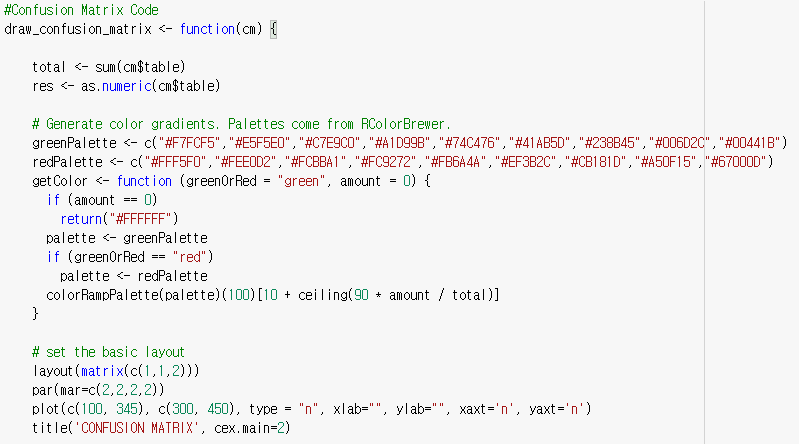 #Confusion Matrix Code
draw_confusion_matrix <- function(cm) {
total <- sum(cm$table)
res <- as.numeric(cm$table)
# Generate color gradients. Palettes come from RColorBrewer.
greenPalette <- c("#F7FCF5","#E5F5E0","#C7E9C0","#A1D99B","#74C476","#41AB5D","#238B45","#006D2C","#00441B")
redPalette <- c("#FFF5F0","#FEE0D2","#FCBBA1","#FC9272","#FB6A4A","#EF3B2C","#CB181D","#A50F15","#67000D")
getColor <- function (greenOrRed = "green", amount = 0) {
if (amount == 0)
return("#FFFFFF")
palette <- greenPalette
if (greenOrRed == "red")
palette <- redPalette
colorRampPalette(palette)(100)[10 + ceiling(90 * amount / total)]
}
# set the basic layout
layout(matrix(c(1,1,2)))
par(mar=c(2,2,2,2))
plot(c(100, 345), c(300, 450), type = "n", xlab="", ylab="", xaxt='n', yaxt='n')
title('CONFUSION MATRIX', cex.main=2)